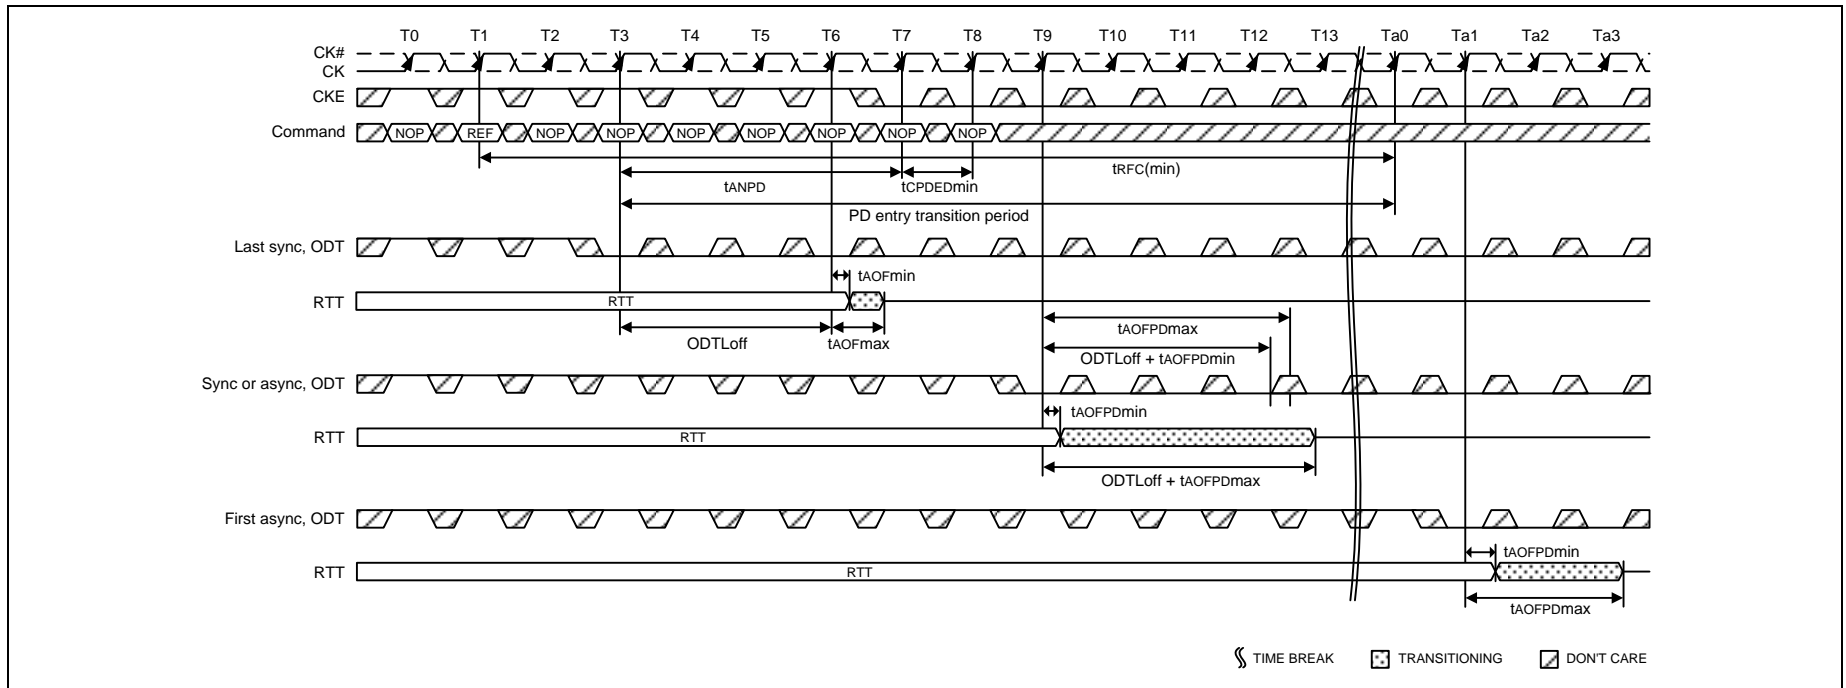 T0 T1 T2 T3 T4 T5 T6 T7 T8 T9 T10 T11 T12 T13 Ta0 Ta1 Ta2 Ta3
CK#
CK
CKE
Command NOP REF NOP NOP NOP NOP NOP NOP NOP
tRFC(min)
tANPD tCPDEDmin
PD entry transition period
Last sync, ODT
tAOFmin
RTT RTT
tAOFPDmax
ODTLoff tAOFmax
ODTLoff + tAOFPDmin
Sync or async, ODT
tAOFPDmin
RTT RTT
ODTLoff + tAOFPDmax
First async, ODT
tAOFPDmin
RTT RTT
tAOFPDmax
TIME BREAK TRANSITIONING DON'T CARE